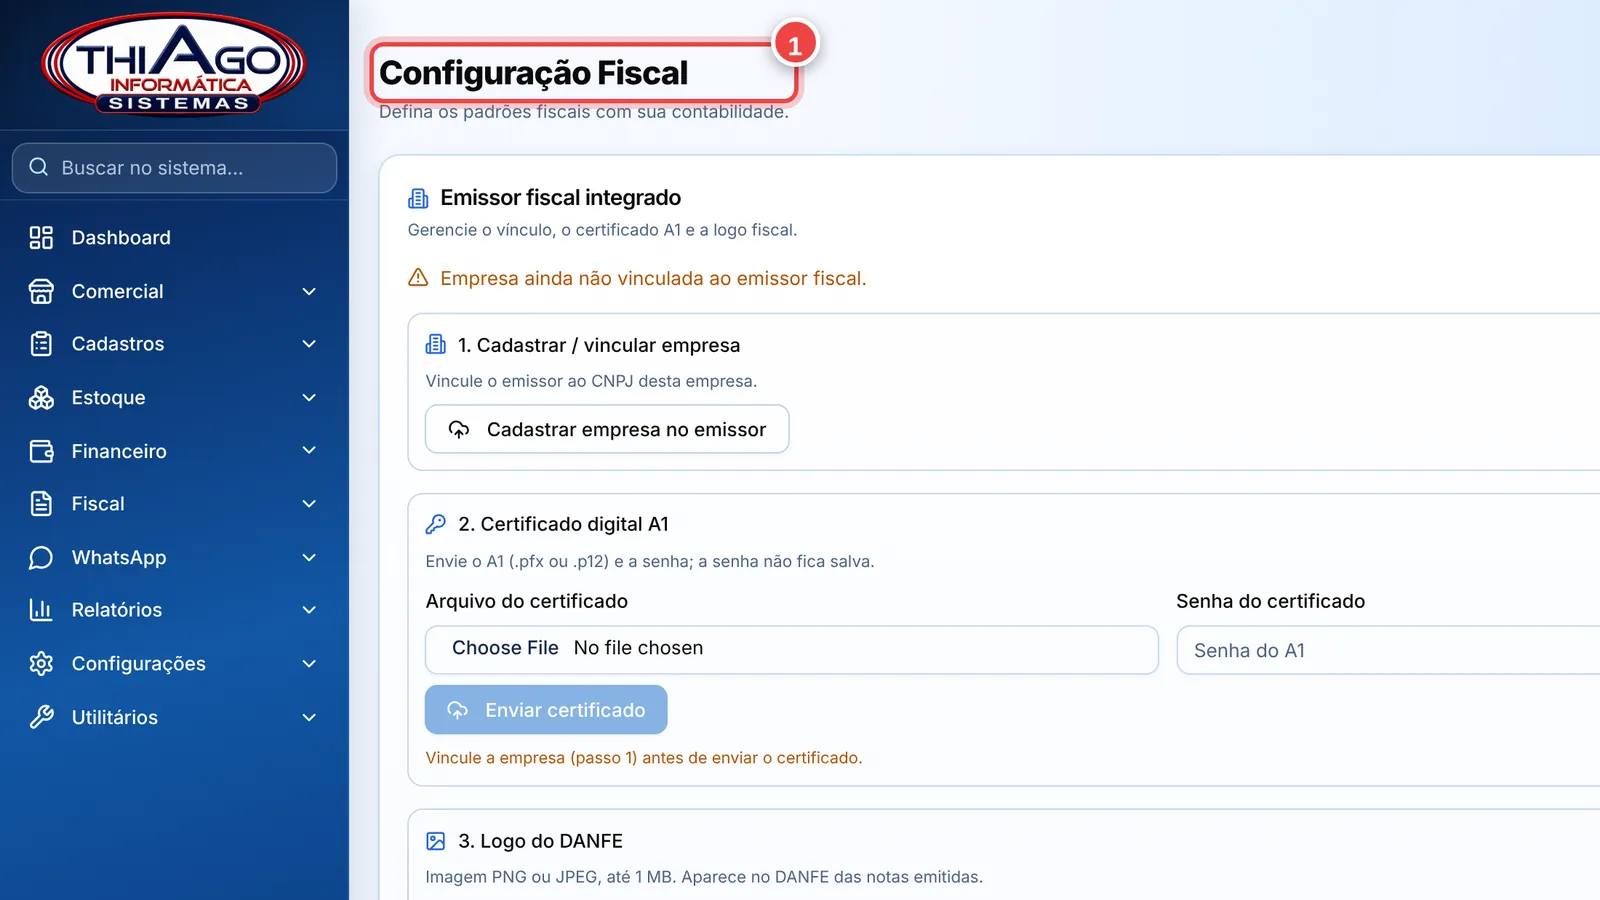 THIAGO
INFORMÁTICA
SISTEMAS
Buscar no sistema...
Dashboard
Comercial
Cadastros
Estoque
Financeiro
Fiscal
WhatsApp
Relatórios
Configurações
Utilitários
1
Configuração Fiscal
Defina os padrões fiscais com sua contabilidade.
Emissor fiscal integrado
Gerencie o vínculo, o certificado A1 e a logo fiscal.
Empresa ainda não vinculada ao emissor fiscal.
1. Cadastrar / vincular empresa
Vincule o emissor ao CNPJ desta empresa.
Cadastrar empresa no emissor
2. Certificado digital A1
Envie o A1 (.pfx ou .p12) e a senha; a senha não fica salva.
Arquivo do certificado
Senha do certificado
Choose File No file chosen
Senha do A1
Enviar certificado
Vincule a empresa (passo 1) antes de enviar o certificado.
3. Logo do DANFE
Imagem PNG ou JPEG, até 1 MB. Aparece no DANFE das notas emitidas.